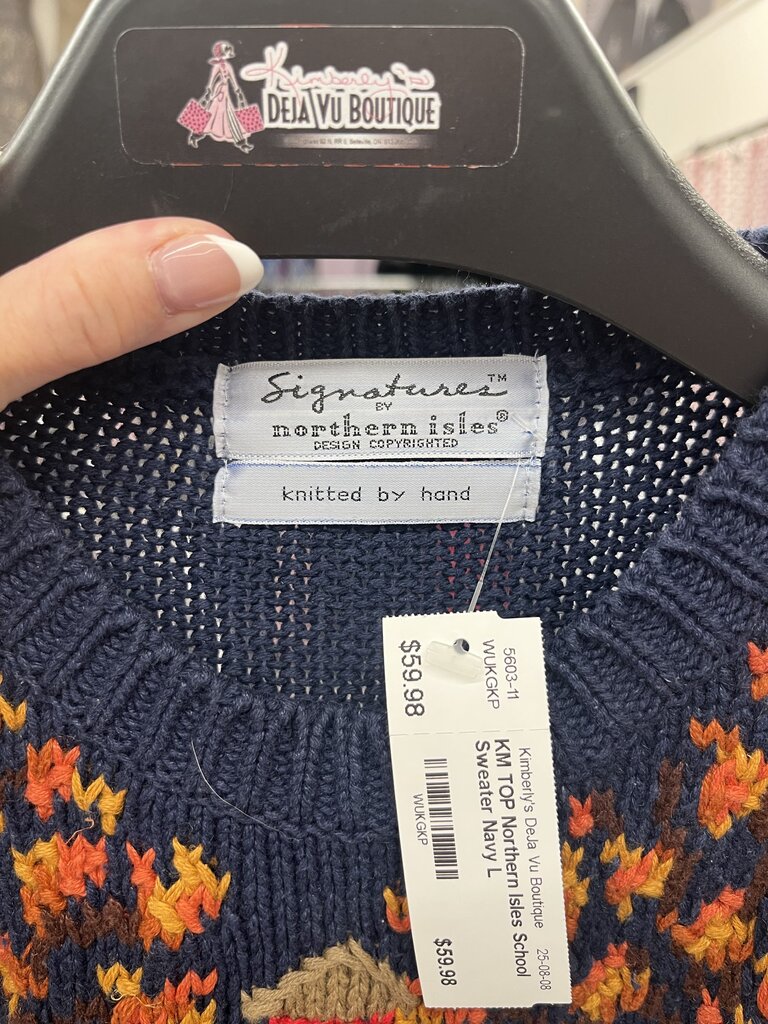 Kimberly's
DEJA VU BOUTIQUE
Signatures™
BY
northern isles®
DESIGN COPYRIGHTED
knitted by hand
5603-11
WUKGKP
$59.98
Kimberly's DeJa Vu Boutique 25-08-08
KM TOP Northern Isles School
Sweater Navy L
WUKGKP
$59.98